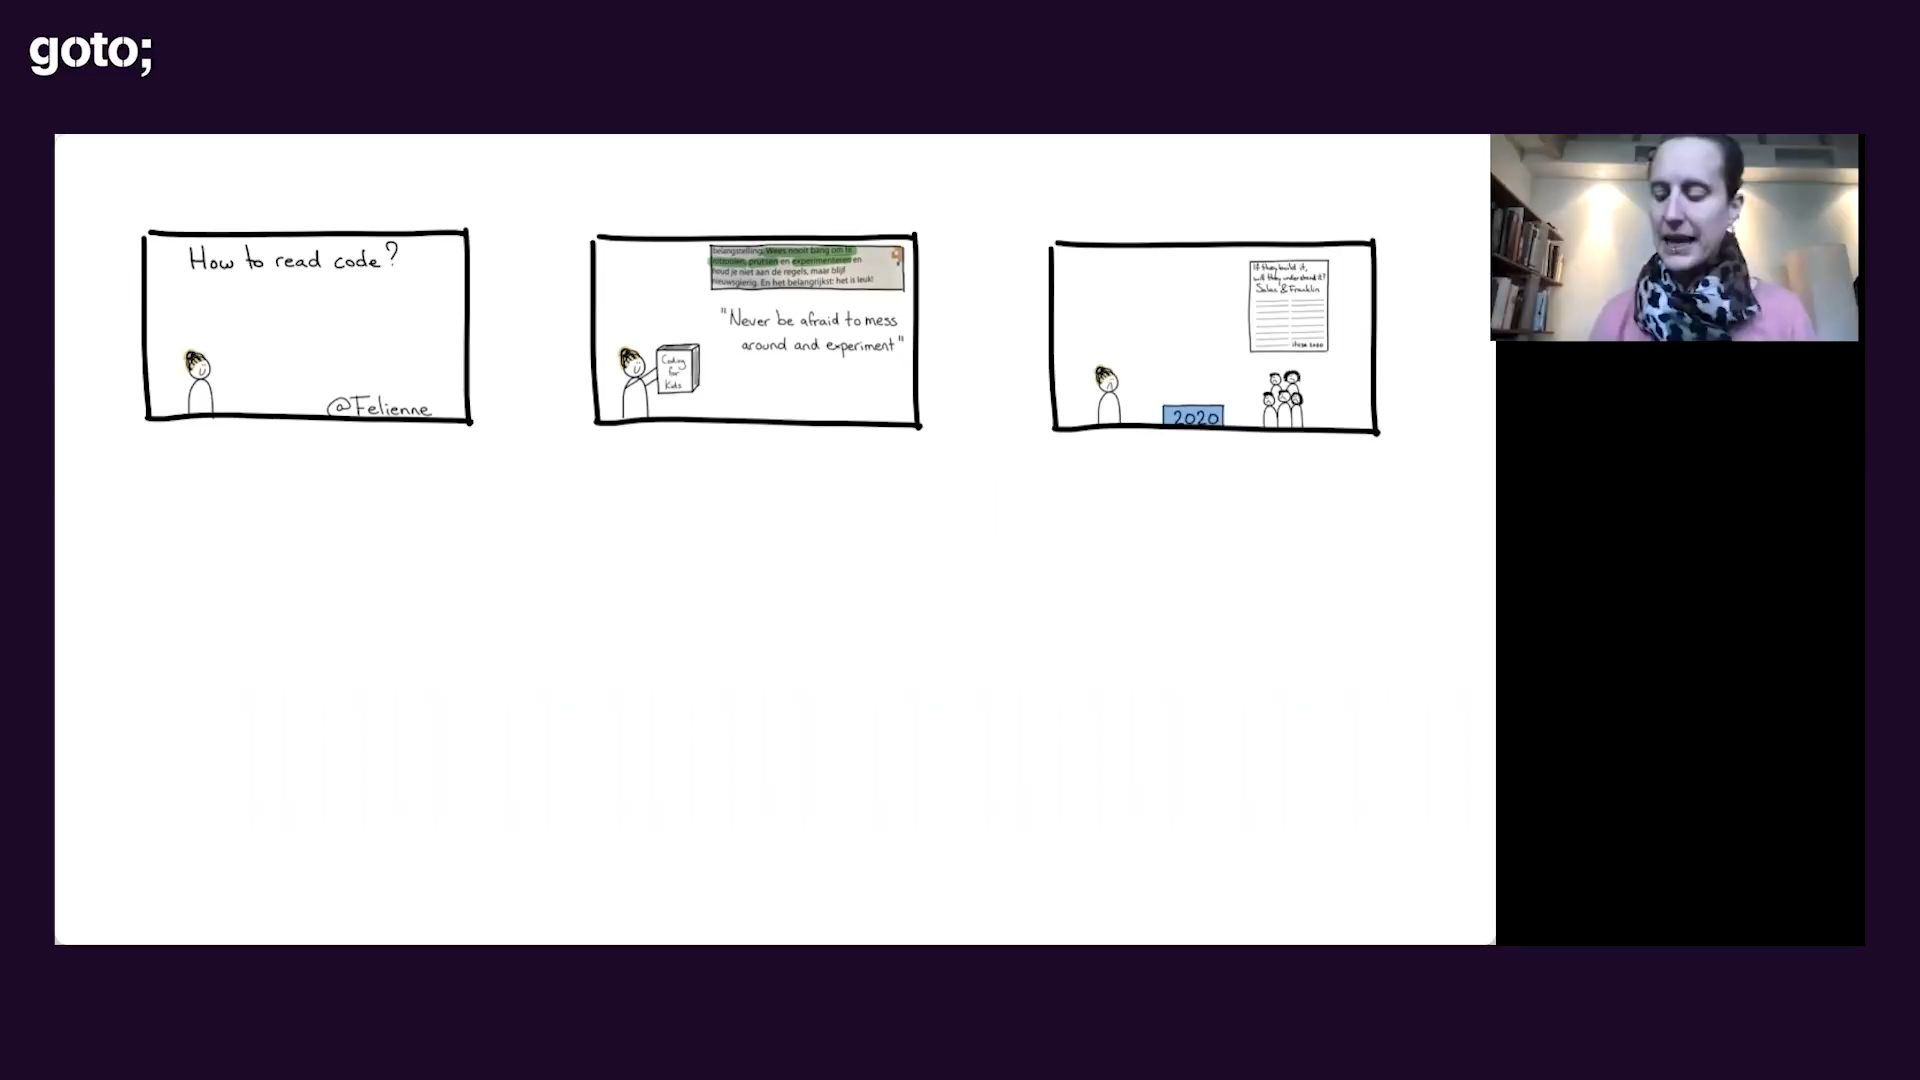 goto;
How to read code?
@Felienne
belangstelling. Wees nooit bang om te
rotzooien, prutsen en experimenteren en
houd je niet aan de regels, maar blijf
nieuwsgierig. En het belangrijkst: het is leuk!
"Never be afraid to mess
around and experiment"
Coding
for
Kids
If they build it,
will they understand it?
Salac & Franklin
2020